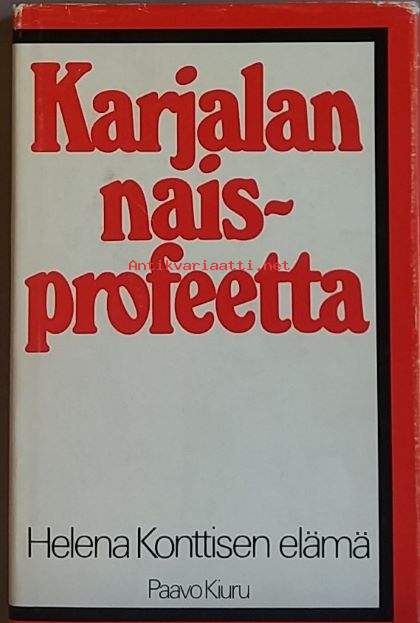 Karjalan
nais-
Antikvariaatti.net
profeetta
Helena Konttisen elämä
Paavo Kiuru